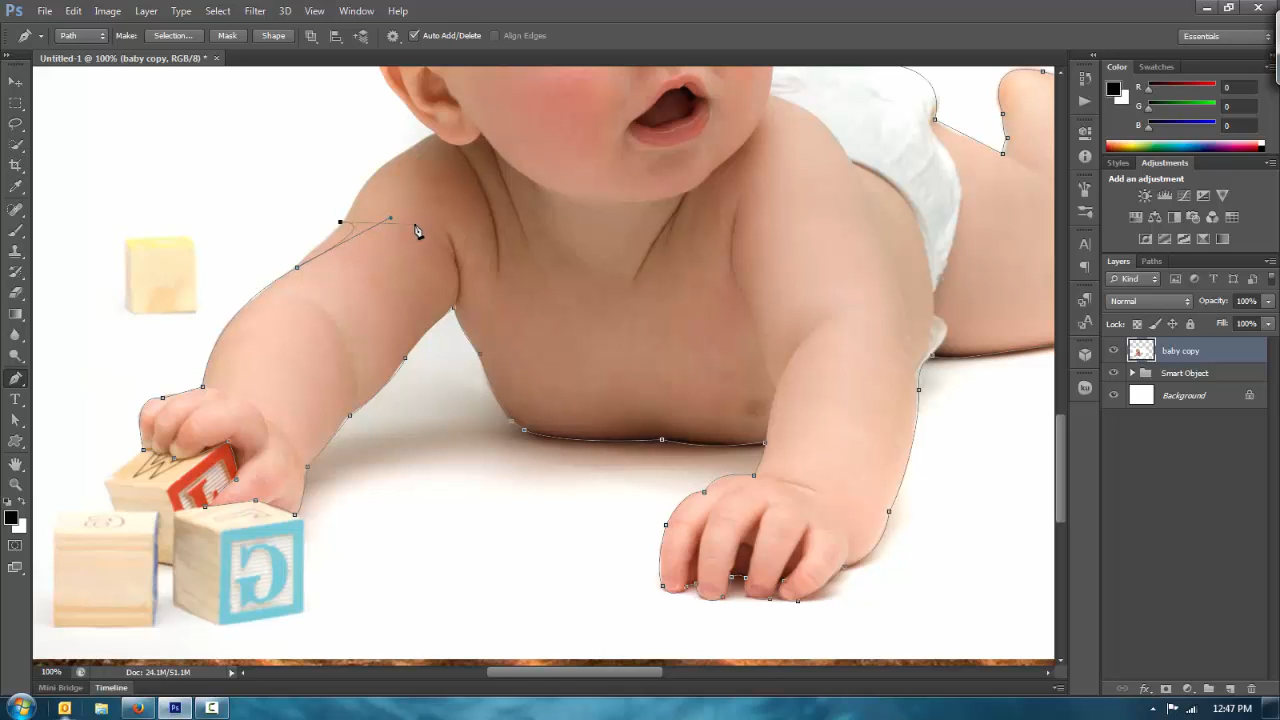 Ps File Edit Image Layer Type Select Filter 3D View Window Help
Path Make: Selection... Mask Shape Auto Add/Delete Align Edges Essentials
Untitled-1 @ 100% (baby copy, RGB/8) * ×
Color Swatches
R 0
G 0
B 0
Styles Adjustments
Add an adjustment
Layers Paths
Kind
Normal Opacity: 100%
Lock: Fill: 100%
baby copy
Smart Object
Background
G
100% Doc: 24.1M/51.1M
Mini Bridge Timeline
Ps C 12:47 PM